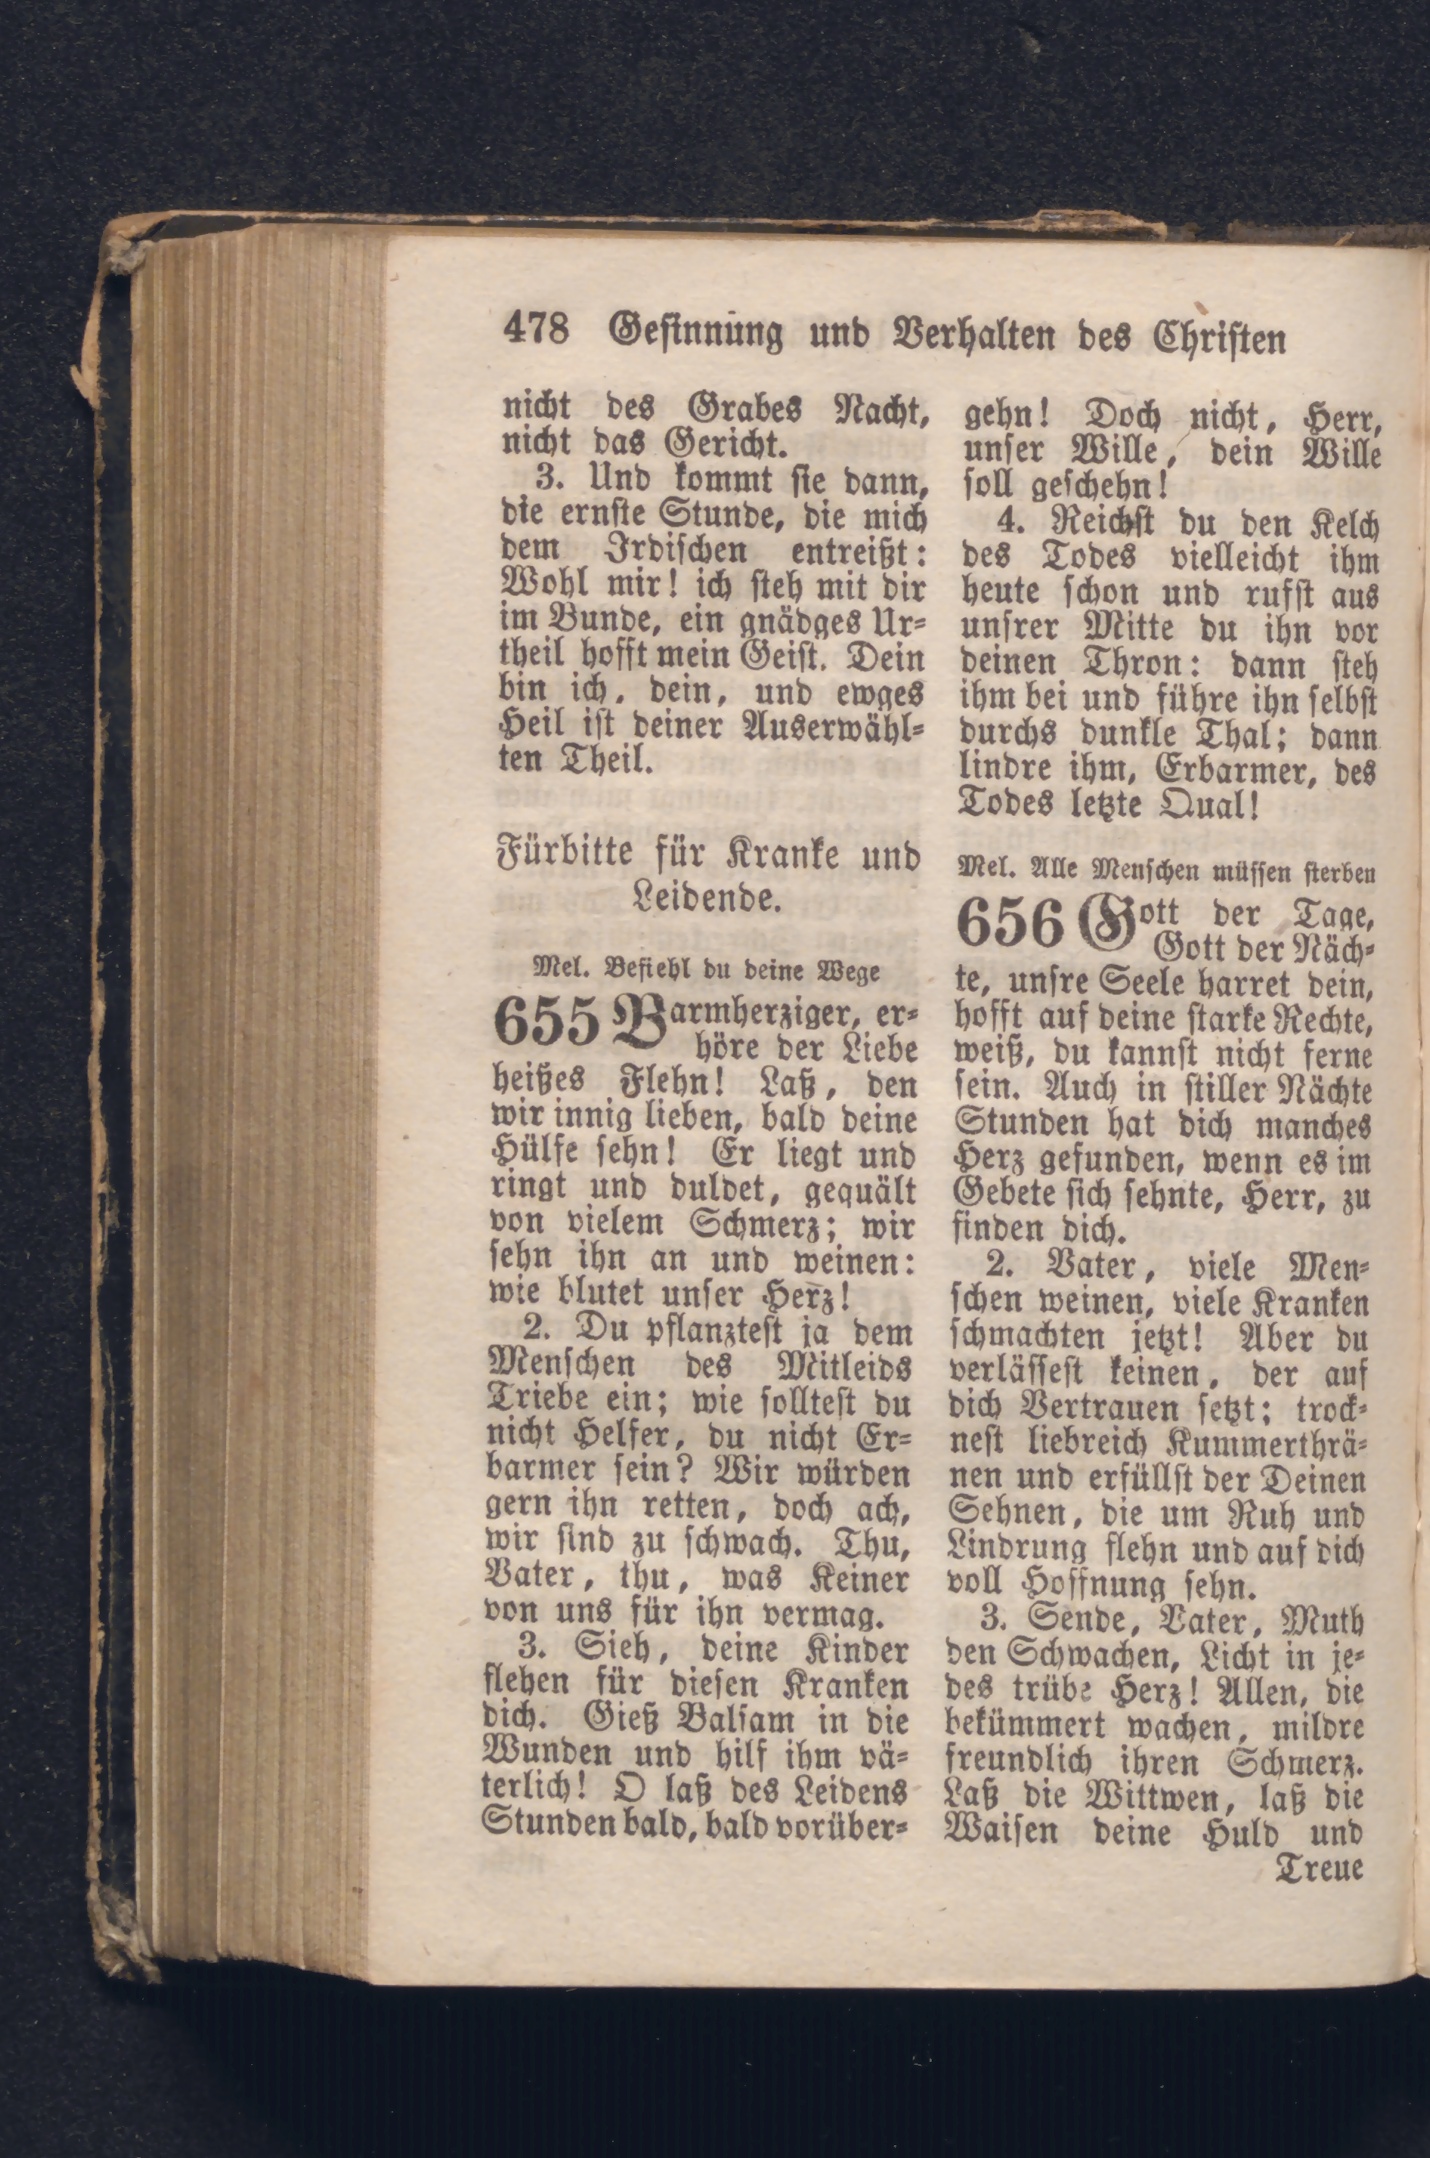 478 Gesinnung und Verhalten des Christen
nicht des Grabes Nacht,
nicht das Gericht.
3. Und kommt sie dann,
die ernste Stunde, die mich
dem Irdischen entreißt:
Wohl mir! ich steh mit dir
im Bunde, ein gnädges Ur-
theil hofft mein Geist. Dein
bin ich, dein, und ewges
Heil ist deiner Auserwähl-
ten Theil.
Fürbitte für Kranke und
Leidende.
Mel. Befiehl du deine Wege
655 Barmherziger, er-
höre der Liebe
heißes Flehn! Laß, den
wir innig lieben, bald deine
Hülfe sehn! Er liegt und
ringt und duldet, gequält
von vielem Schmerz; wir
sehn ihn an und weinen:
wie blutet unser Herz!
2. Du pflanztest ja dem
Menschen des Mitleids
Triebe ein; wie solltest du
nicht Helfer, du nicht Er-
barmer sein? Wir würden
gern ihn retten, doch ach,
wir sind zu schwach. Thu,
Vater, thu, was Keiner
von uns für ihn vermag.
3. Sieh, deine Kinder
flehen für diesen Kranken
dich. Gieß Balsam in die
Wunden und hilf ihm vä-
terlich! O laß des Leidens
Stunden bald, bald vorüber-
gehn! Doch nicht, Herr,
unser Wille, dein Wille
soll geschehn!
4. Reichst du den Kelch
des Todes vielleicht ihm
heute schon und rufst aus
unsrer Mitte du ihn vor
deinen Thron: dann steh
ihm bei und führe ihn selbst
durchs dunkle Thal; dann
lindre ihm, Erbarmer, des
Todes letzte Qual!
Mel. Alle Menschen müssen sterben
656 Gott der Tage,
Gott der Näch-
te, unsre Seele harret dein,
hofft auf deine starke Rechte,
weiß, du kannst nicht ferne
sein. Auch in stiller Nächte
Stunden hat dich manches
Herz gefunden, wenn es im
Gebete sich sehnte, Herr, zu
finden dich.
2. Vater, viele Men-
schen weinen, viele Kranken
schmachten jetzt! Aber du
verlässest keinen, der auf
dich Vertrauen setzt; trock-
nest liebreich Kummerthrä-
nen und erfüllst der Deinen
Sehnen, die um Ruh und
Lindrung flehn und auf dich
voll Hoffnung sehn.
3. Sende, Vater, Muth
den Schwachen, Licht in je-
des trübe Herz! Allen, die
bekümmert wachen, mildre
freundlich ihren Schmerz.
Laß die Wittwen, laß die
Waisen deine Huld und
Treue